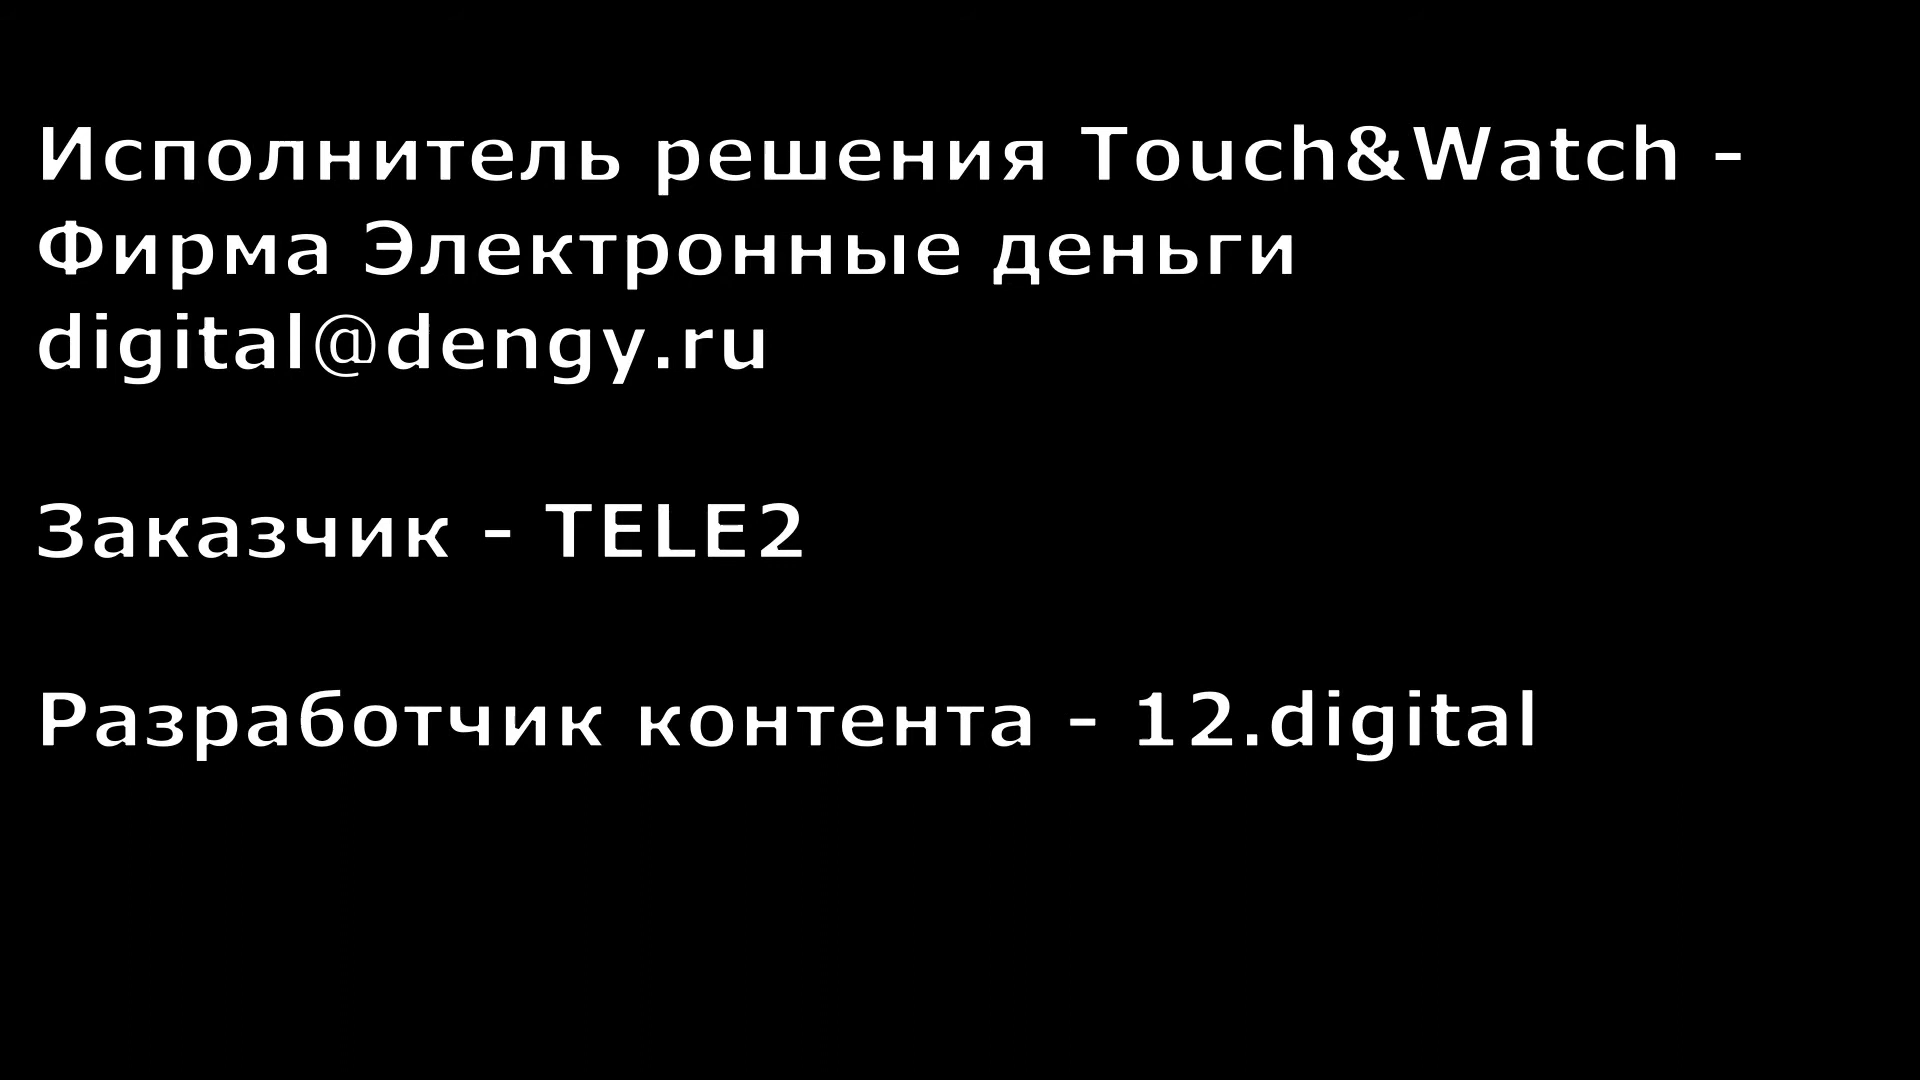 Исполнитель решения Touch&Watch -
Фирма Электронные деньги
digital@dengy.ru
Заказчик - TELE2
Разработчик контента - 12.digital